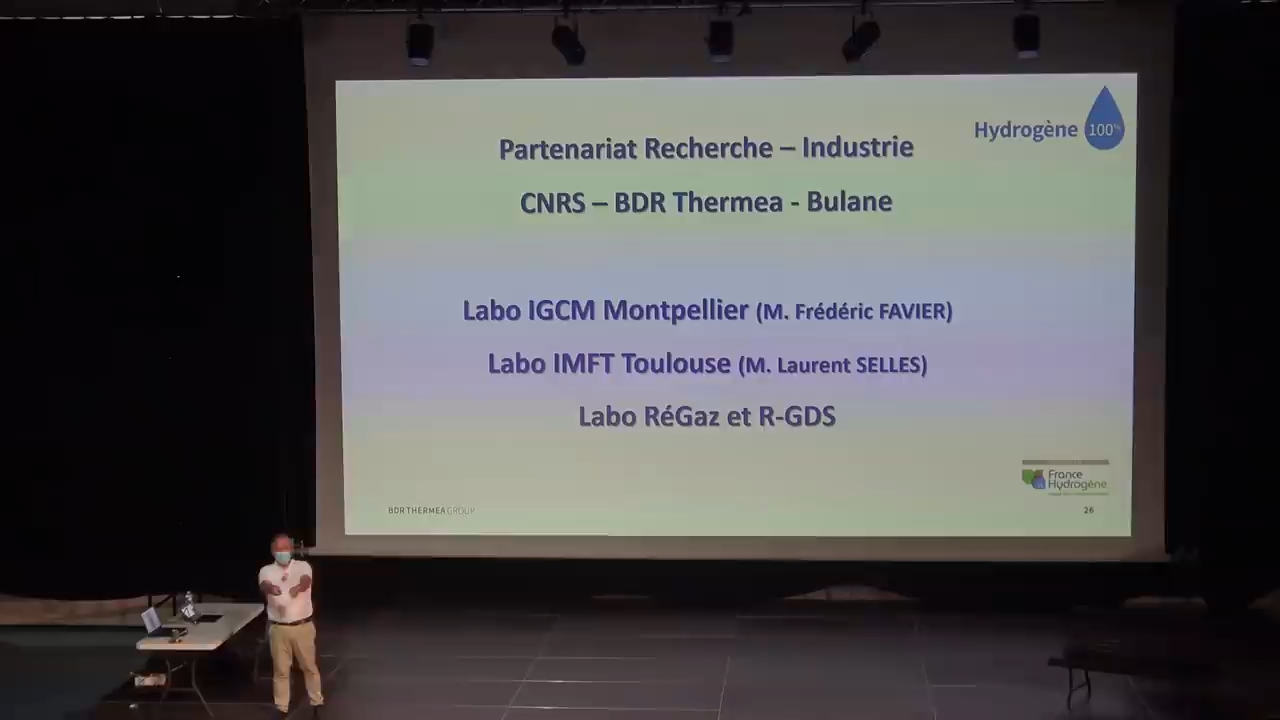 Hydrogène 100%
Partenariat Recherche – Industrie
CNRS – BDR Thermea - Bulane
Labo IGCM Montpellier (M. Frédéric FAVIER)
Labo IMFT Toulouse (M. Laurent SELLES)
Labo RéGaz et R-GDS
France
Hydrogène
BDR THERMEA GROUP
26